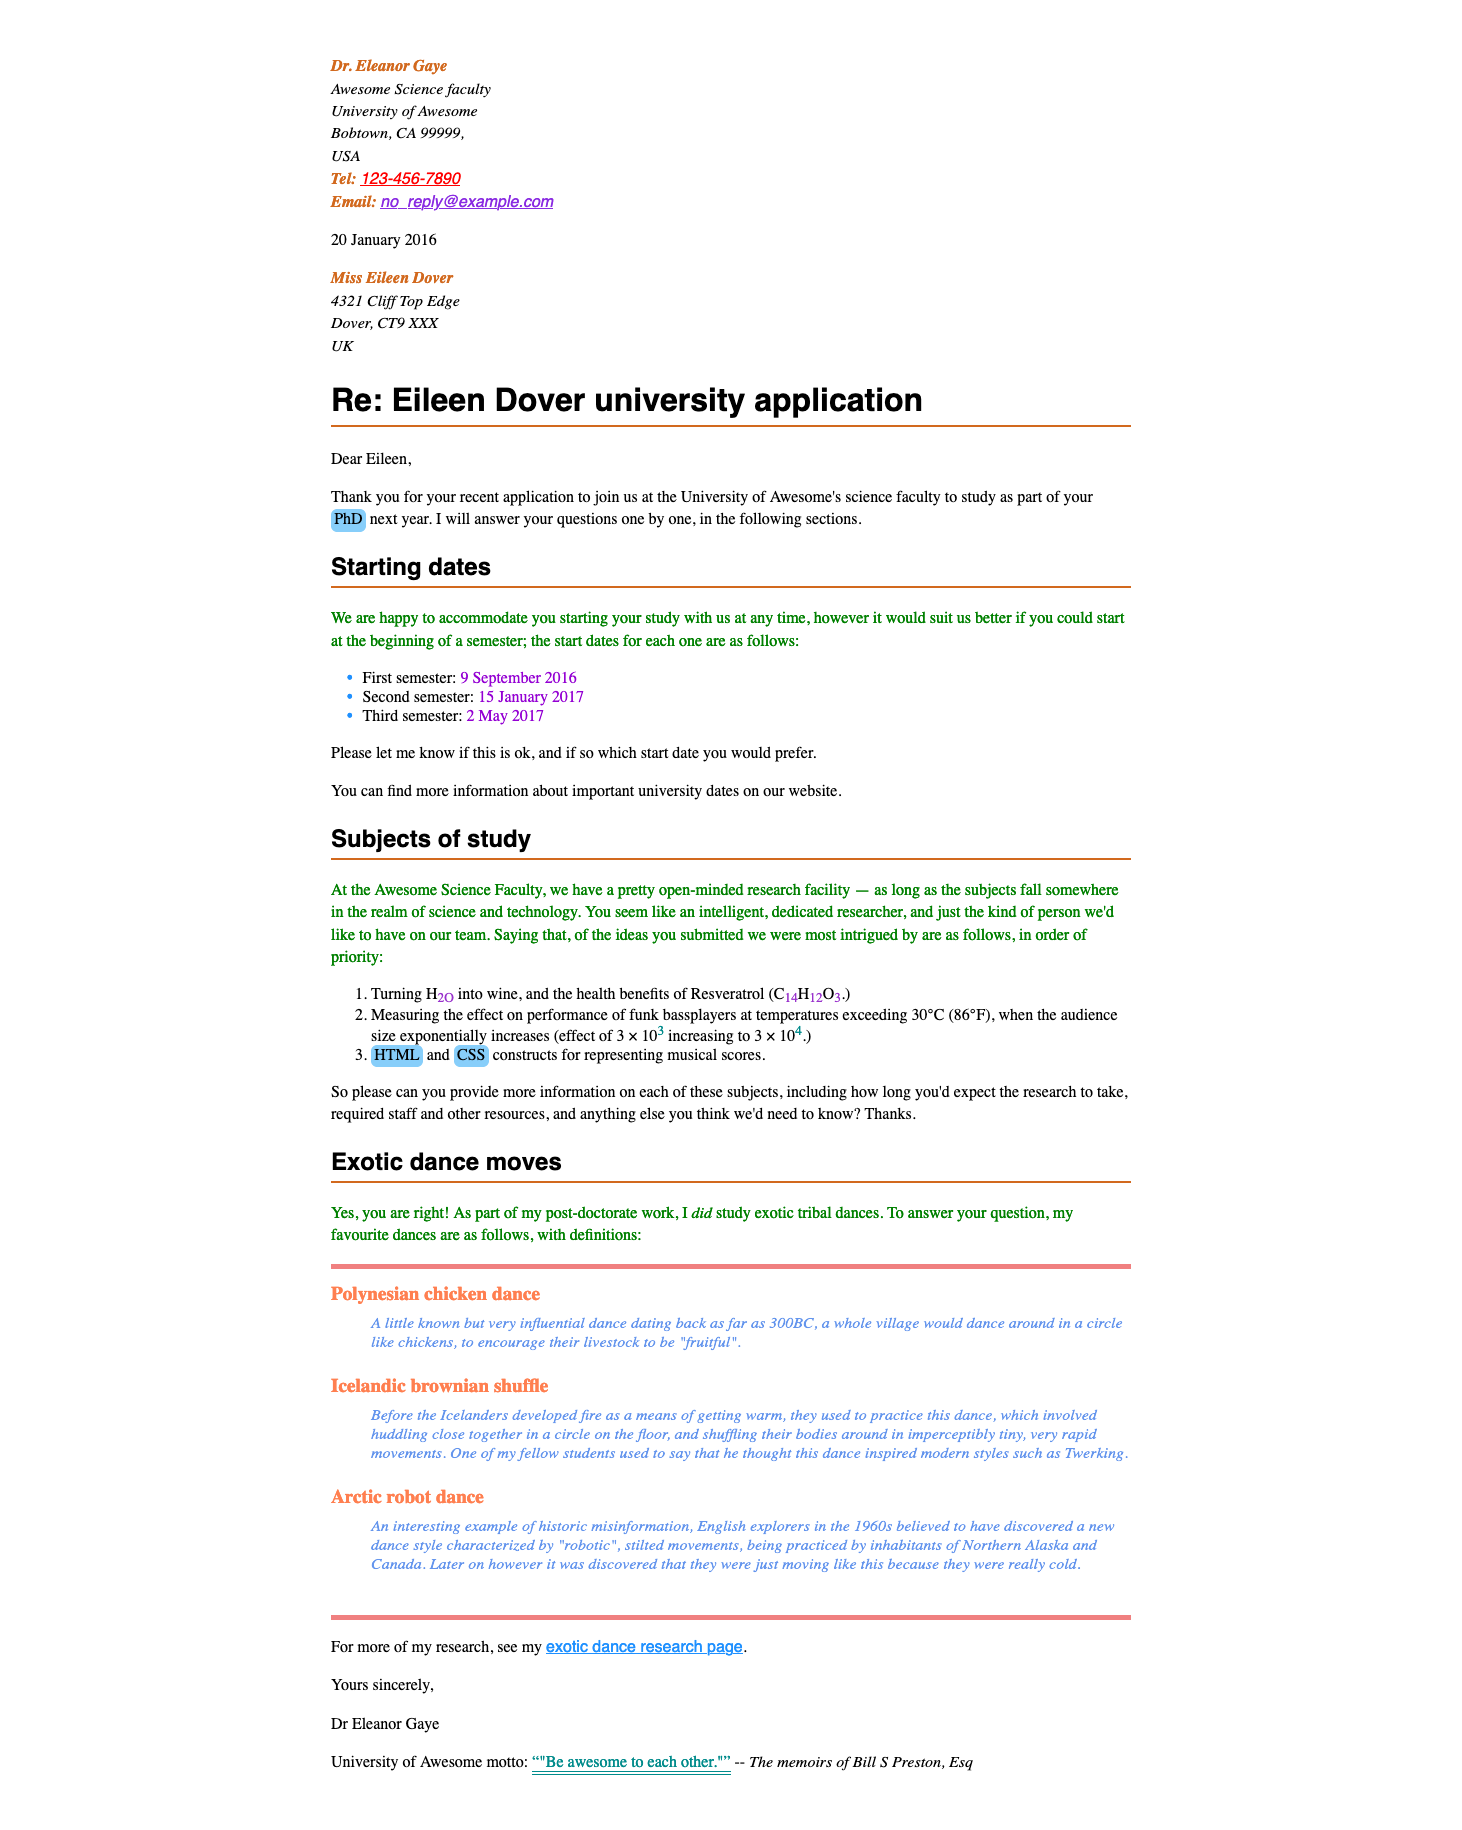 Dr. Eleanor Gaye
Awesome Science faculty
University of Awesome
Bobtown, CA 99999,
USA
Tel: 123-456-7890
Email: no_reply@example.com
20 January 2016
Miss Eileen Dover
4321 Cliff Top Edge
Dover, CT9 XXX
UK
Re: Eileen Dover university application
Dear Eileen,
Thank you for your recent application to join us at the University of Awesome's science faculty to study as part of your
PhD next year. I will answer your questions one by one, in the following sections.
Starting dates
We are happy to accommodate you starting your study with us at any time, however it would suit us better if you could start
at the beginning of a semester; the start dates for each one are as follows:
• First semester: 9 September 2016
• Second semester: 15 January 2017
• Third semester: 2 May 2017
Please let me know if this is ok, and if so which start date you would prefer.
You can find more information about important university dates on our website.
Subjects of study
At the Awesome Science Faculty, we have a pretty open-minded research facility — as long as the subjects fall somewhere
in the realm of science and technology. You seem like an intelligent, dedicated researcher, and just the kind of person we'd
like to have on our team. Saying that, of the ideas you submitted we were most intrigued by are as follows, in order of
priority:
1. Turning H₂O into wine, and the health benefits of Resveratrol (C₁₄H₁₂O₃.)
2. Measuring the effect on performance of funk bassplayers at temperatures exceeding 30°C (86°F), when the audience
size exponentially increases (effect of 3 × 10³ increasing to 3 × 10⁴.)
3. HTML and CSS constructs for representing musical scores.
So please can you provide more information on each of these subjects, including how long you'd expect the research to take,
required staff and other resources, and anything else you think we'd need to know? Thanks.
Exotic dance moves
Yes, you are right! As part of my post-doctorate work, I did study exotic tribal dances. To answer your question, my
favourite dances are as follows, with definitions:
Polynesian chicken dance
A little known but very influential dance dating back as far as 300BC, a whole village would dance around in a circle
like chickens, to encourage their livestock to be "fruitful".
Icelandic brownian shuffle
Before the Icelanders developed fire as a means of getting warm, they used to practice this dance, which involved
huddling close together in a circle on the floor, and shuffling their bodies around in imperceptibly tiny, very rapid
movements. One of my fellow students used to say that he thought this dance inspired modern styles such as Twerking.
Arctic robot dance
An interesting example of historic misinformation, English explorers in the 1960s believed to have discovered a new
dance style characterized by "robotic", stilted movements, being practiced by inhabitants of Northern Alaska and
Canada. Later on however it was discovered that they were just moving like this because they were really cold.
For more of my research, see my exotic dance research page.
Yours sincerely,
Dr Eleanor Gaye
University of Awesome motto: “"Be awesome to each other."” -- The memoirs of Bill S Preston, Esq